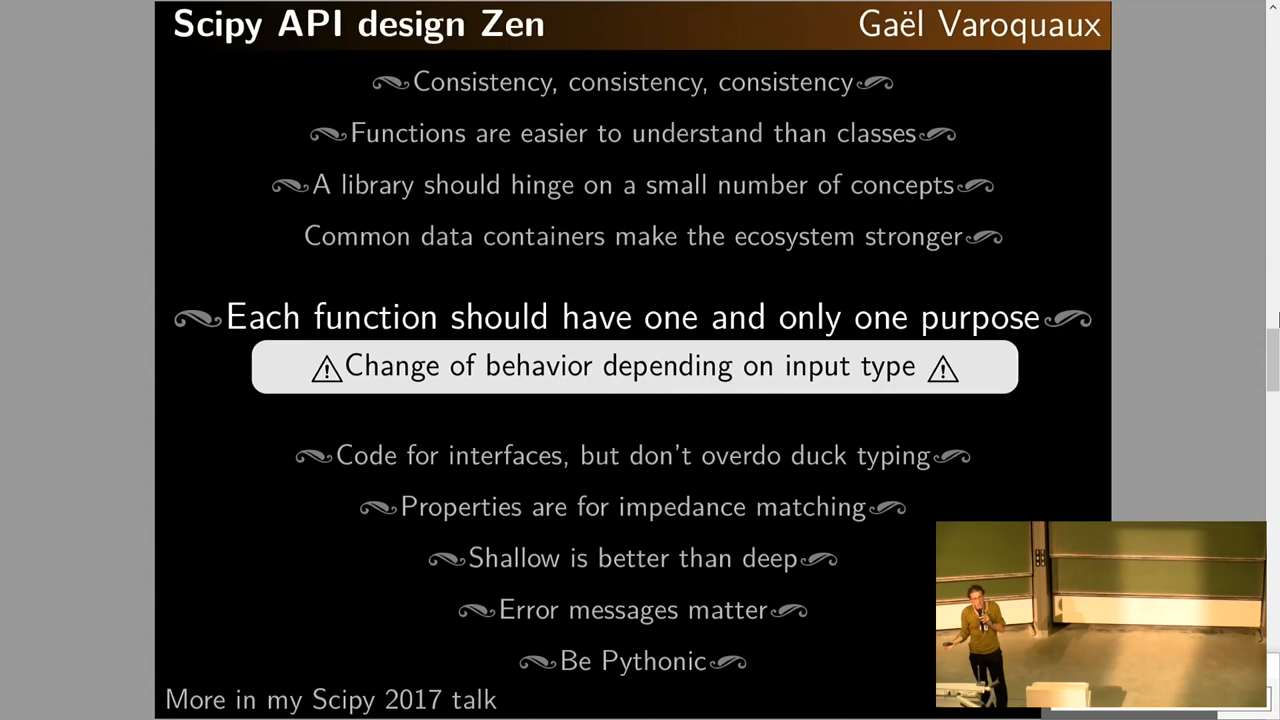 Scipy API design Zen
Gaël Varoquaux
Consistency, consistency, consistency
Functions are easier to understand than classes
A library should hinge on a small number of concepts
Common data containers make the ecosystem stronger
Each function should have one and only one purpose
Change of behavior depending on input type
Code for interfaces, but don't overdo duck typing
Properties are for impedance matching
Shallow is better than deep
Error messages matter
Be Pythonic
More in my Scipy 2017 talk